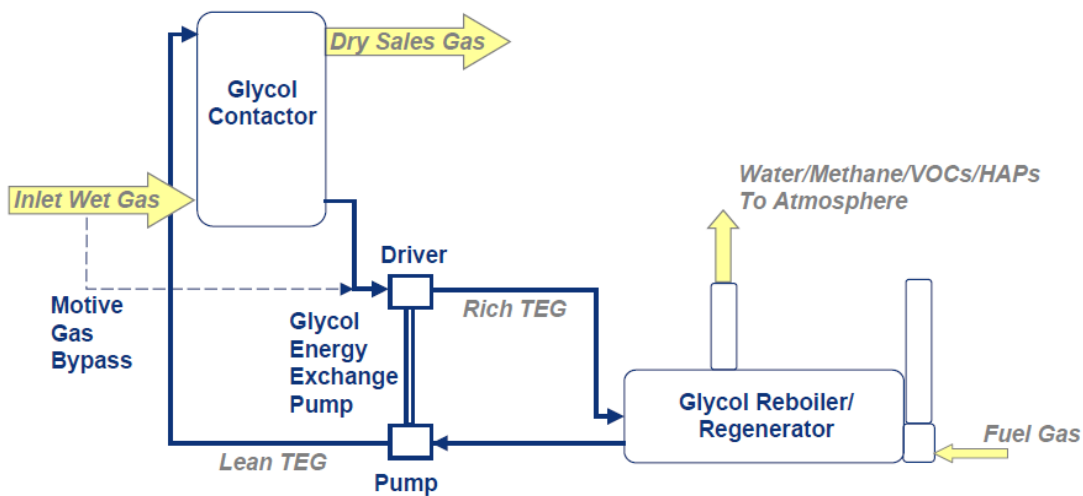 Dry Sales Gas
Glycol
Contactor
Inlet Wet Gas
Water/Methane/VOCs/HAPs
To Atmosphere
Driver
Motive
Gas
Bypass
Glycol
Energy
Exchange
Pump
Rich TEG
Glycol Reboiler/
Regenerator
Fuel Gas
Lean TEG
Pump